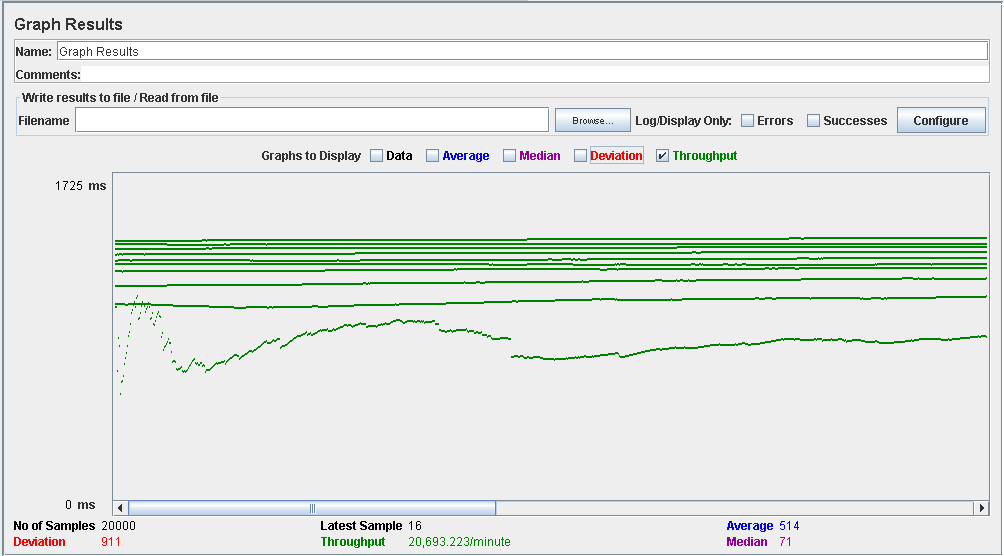 Graph Results
Name: Graph Results
Comments:
Write results to file / Read from file
Filename Browse... Log/Display Only: Errors Successes Configure
Graphs to Display Data Average Median Deviation Throughput
1725 ms
0 ms
No of Samples 20000 Latest Sample 16 Average 514
Deviation 911 Throughput 20,693.223/minute Median 71